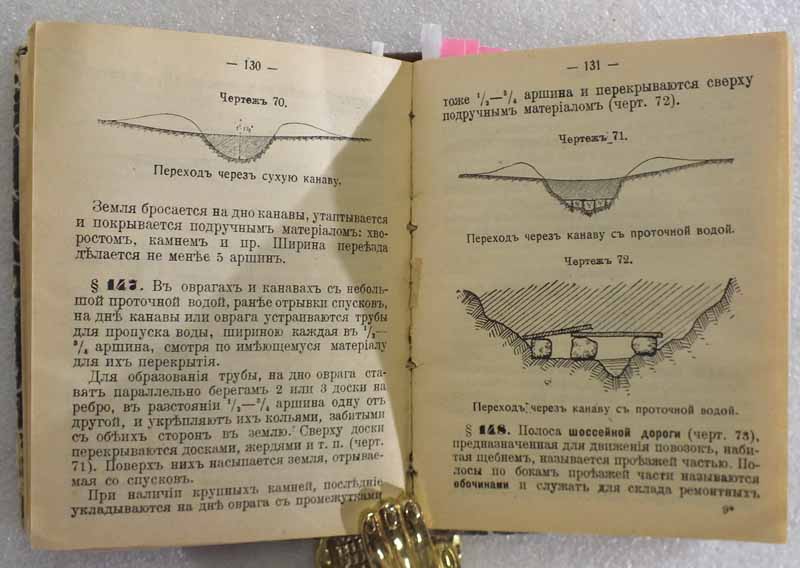 — 130 —
Чертежъ 70.
Переходъ черезъ сухую канаву.
Земля бросается на дно канавы, утаптывается
и покрывается подручнымъ матеріаломъ: хво-
ростомъ, камнемъ и пр. Ширина переѣзда
дѣлается не менѣе 5 аршинъ.
§ 147. Въ оврагахъ и канавахъ съ неболь-
шой проточной водой, ранѣе отрывки спусковъ,
на днѣ канавы или оврага устраиваются трубы
для пропуска воды, шириною каждая въ 1/2—
3/4 аршина, смотря по имѣющемуся матеріалу
для ихъ перекрытія.
Для образованія трубы, на дно оврага ста-
вятъ параллельно берегамъ 2 или 3 доски на
ребро, въ разстояніи 1/2—3/4 аршина одну отъ
другой, и укрѣпляютъ ихъ кольями, забитыми
съ обѣихъ сторонъ въ землю. Сверху доски
перекрываются досками, жердями и т. п. (черт.
71). Поверхъ нихъ насыпается земля, отрывае-
мая со спусковъ.
При наличіи крупныхъ камней, послѣдніе
укладываются на днѣ оврага съ промежутками
— 131 —
тоже 1/2—3/4 аршина и перекрываются сверху
подручнымъ матеріаломъ (черт. 72).
Чертежъ 71.
Переходъ черезъ канаву съ проточной водой.
Чертежъ 72.
Переходъ черезъ канаву съ проточной водой.
§ 148. Полоса шоссейной дороги (черт. 73),
предназначенная для движенія повозокъ, наби-
тая щебнемъ, называется проѣзжей частью. По-
лосы по бокамъ проѣзжей части называются
обочинами и служатъ для склада ремонтныхъ
9*